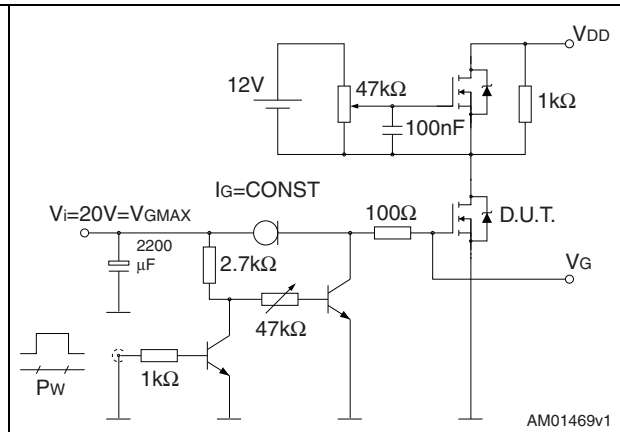 VDD
12V
47kΩ
1kΩ
100nF
IG=CONST
Vi=20V=VGMAX
100Ω
D.U.T.
2200
μF
2.7kΩ
VG
47kΩ
1kΩ
PW
AM01469v1